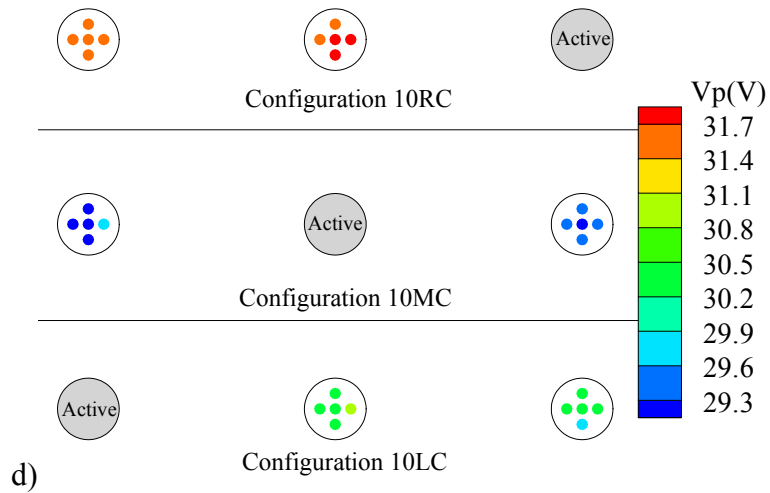 Active
Configuration 10RC
Vp(V)
31.7
31.4
31.1
30.8
30.5
30.2
29.9
29.6
29.3
Active
Configuration 10MC
Active
Configuration 10LC
d)